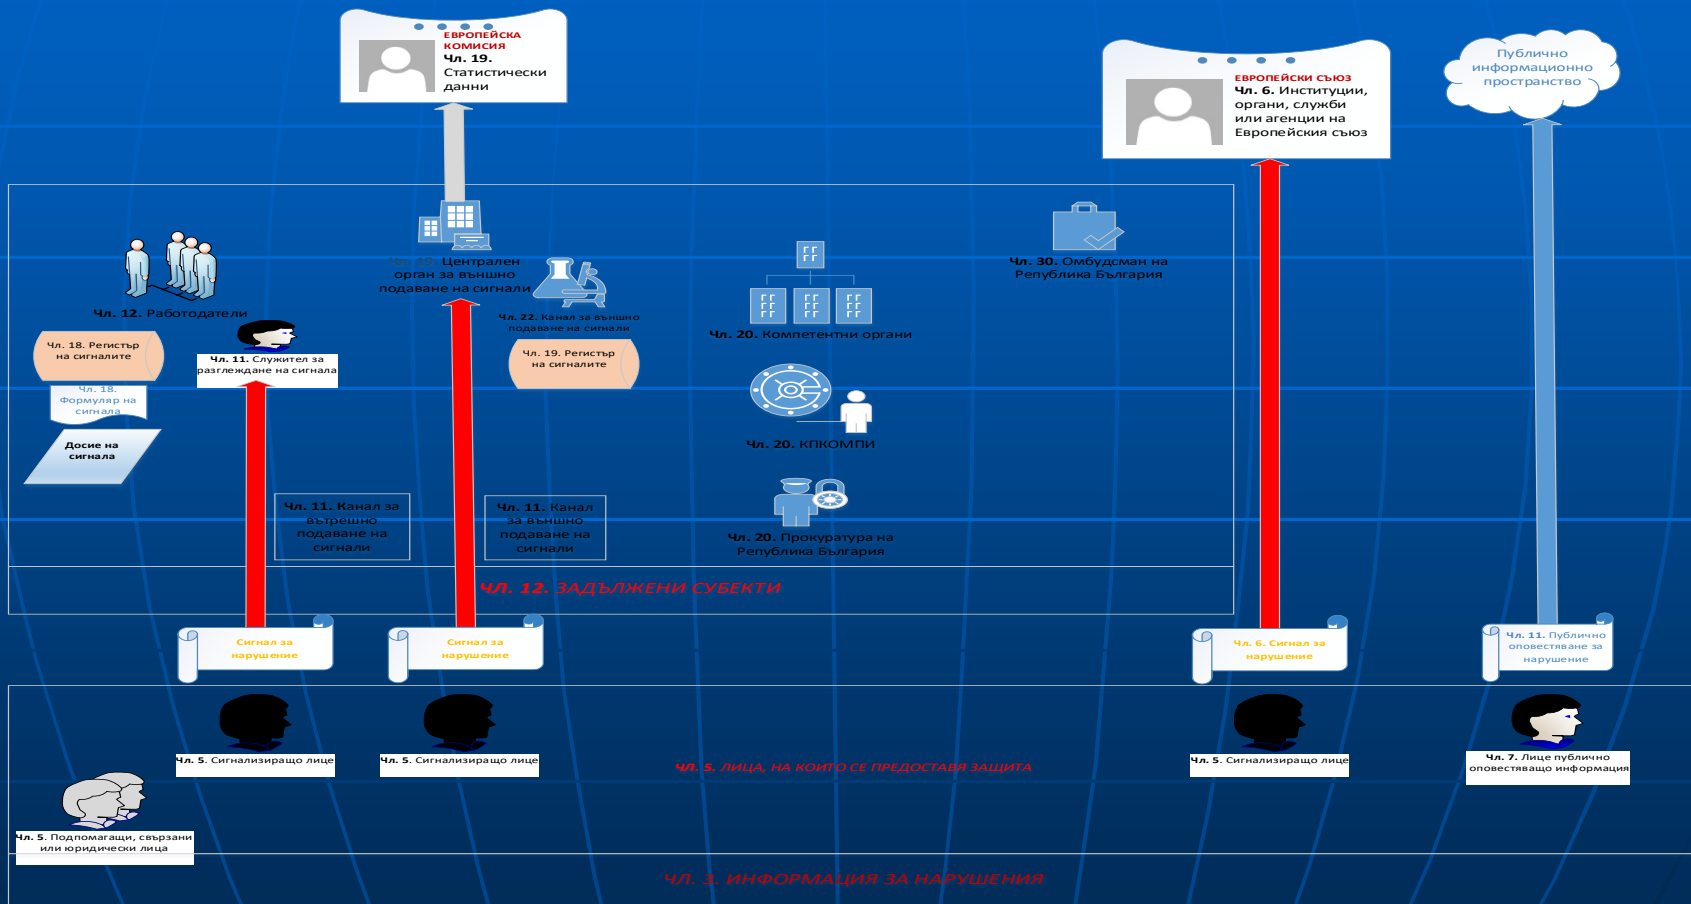 ЕВРОПЕЙСКА
КОМИСИЯ
Чл. 19.
Статистически
данни
ЕВРОПЕЙСКИ СЪЮЗ
Чл. 6. Институции,
органи, служби
или агенции на
Европейския съюз
Публично
информационно
пространство
Чл. 12. Работодатели
Чл. 18. Регистър
на сигналите
Чл. 18.
Формуляр на
сигнала
Досие на
сигнала
Чл. 11. Служител за
разглеждане на сигнала
Чл. 19. Централен
орган за външно
подаване на сигнали
Чл. 22. Канал за външно
подаване на сигнали
Чл. 19. Регистър
на сигналите
Чл. 20. Компетентни органи
Чл. 20. КПКОМПИ
Чл. 20. Прокуратура на
Република България
Чл. 30. Омбудсман на
Република България
Чл. 11. Канал за
вътрешно
подаване на
сигнали
Чл. 11. Канал
за външно
подаване на
сигнали
ЧЛ. 12. ЗАДЪЛЖЕНИ СУБЕКТИ
Сигнал за
нарушение
Сигнал за
нарушение
Чл. 6. Сигнал за
нарушение
Чл. 11. Публично
оповестяване за
нарушение
Чл. 5. Сигнализиращо лице
Чл. 5. Сигнализиращо лице
ЧЛ. 5. ЛИЦА, НА КОИТО СЕ ПРЕДОСТАВЯ ЗАЩИТА
Чл. 5. Сигнализиращо лице
Чл. 7. Лице публично
оповестяващо информация
Чл. 5. Подпомагащи, свързани
или юридически лица
ЧЛ. 3. ИНФОРМАЦИЯ ЗА НАРУШЕНИЯ